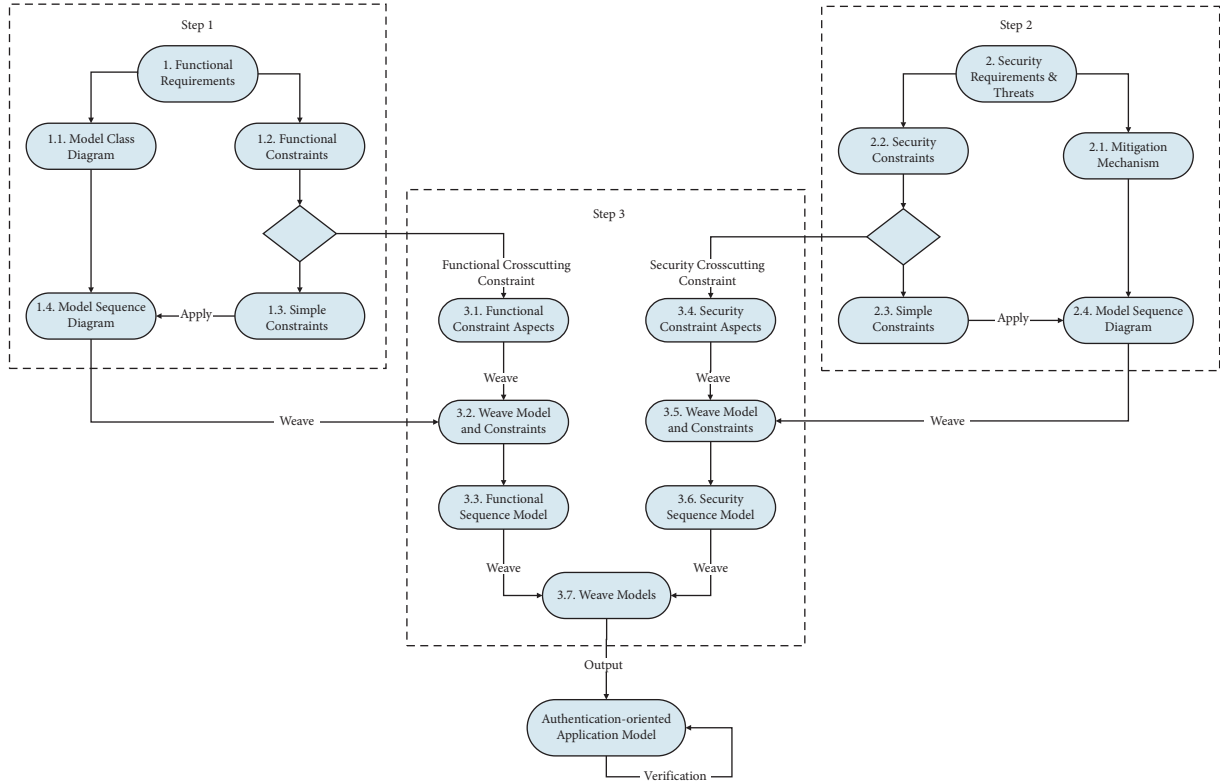 Step 1
1. Functional
Requirements
1.1. Model Class
Diagram
1.2. Functional
Constraints
1.4. Model Sequence
Diagram
Apply
1.3. Simple
Constraints
Step 2
2. Security
Requirements &
Threats
2.2. Security
Constraints
2.1. Mitigation
Mechanism
2.3. Simple
Constraints
Apply
2.4. Model Sequence
Diagram
Step 3
Functional Crosscutting
Constraint
Security Crosscutting
Constraint
3.1. Functional
Constraint Aspects
3.4. Security
Constraint Aspects
Weave
Weave
Weave
3.2. Weave Model
and Constraints
3.5. Weave Model
and Constraints
Weave
3.3. Functional
Sequence Model
3.6. Security
Sequence Model
Weave
Weave
3.7. Weave Models
Output
Authentication-oriented
Application Model
Verification